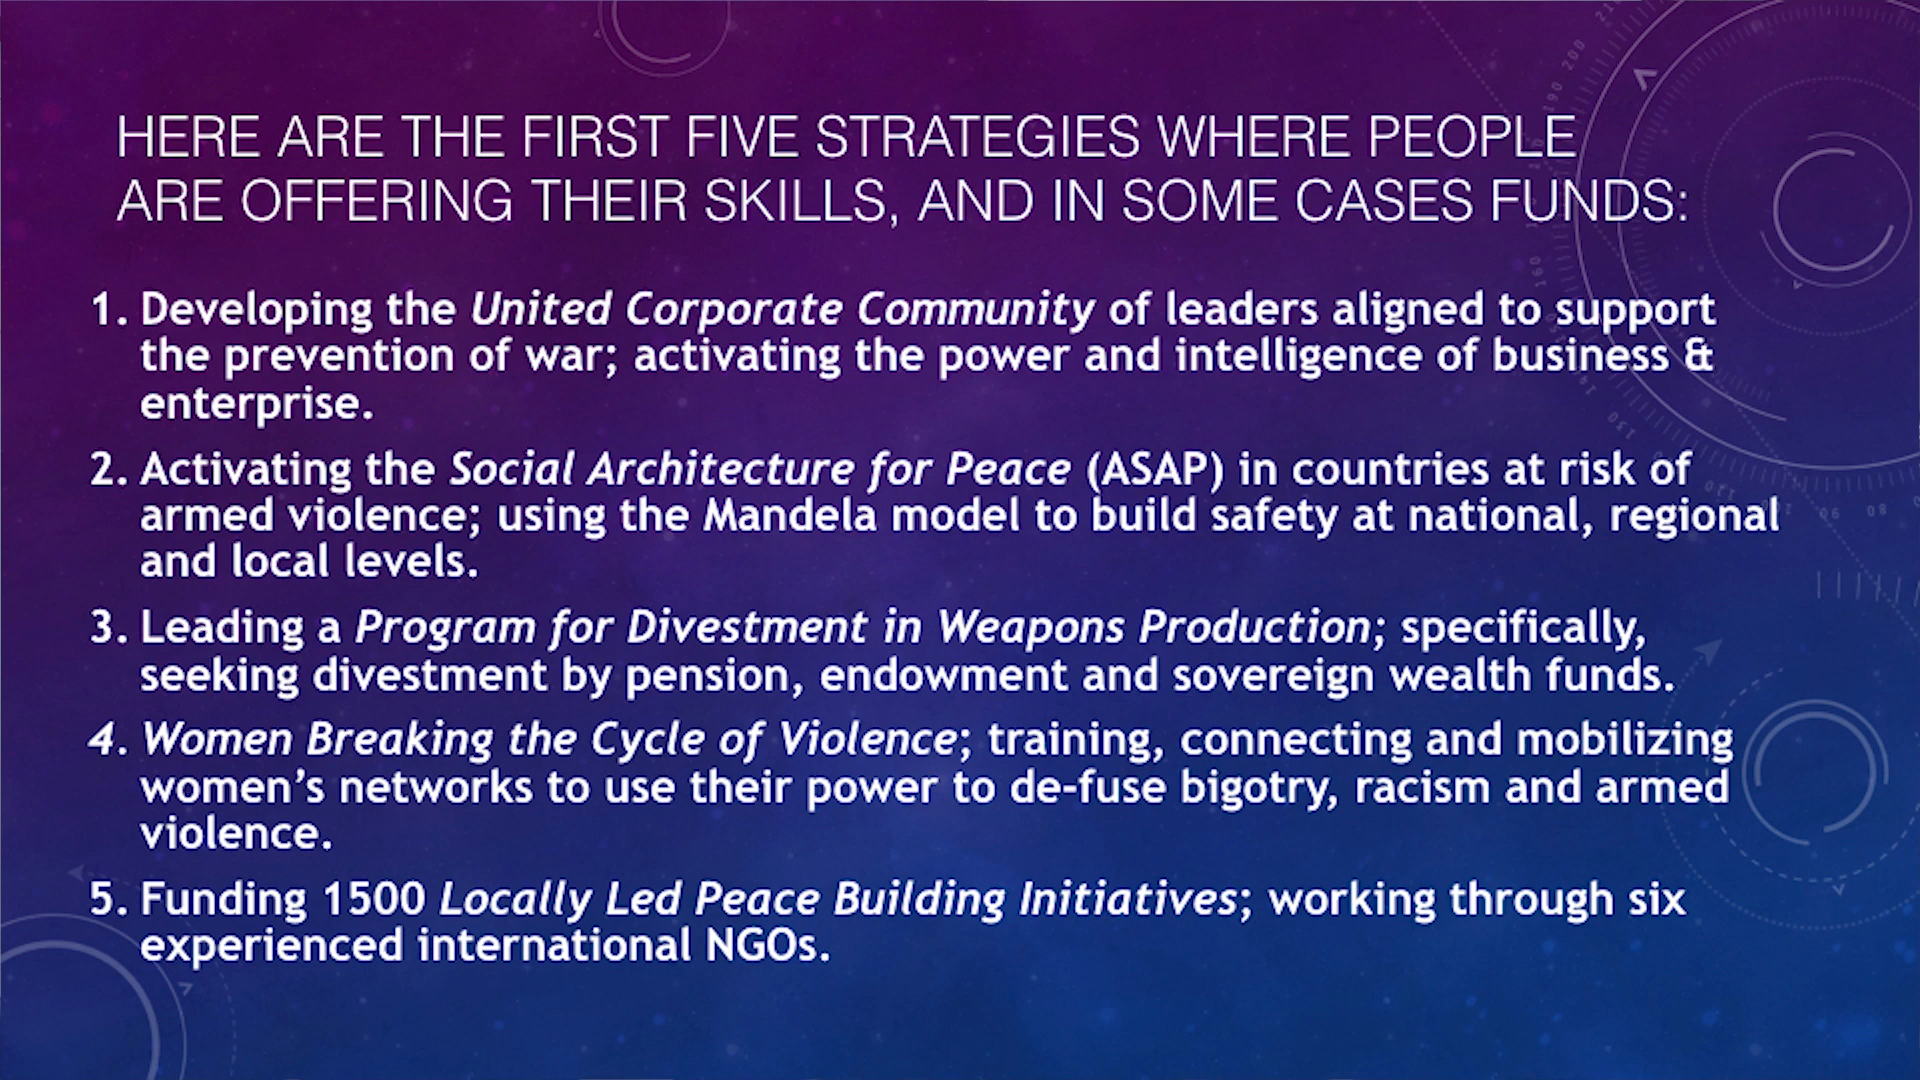 HERE ARE THE FIRST FIVE STRATEGIES WHERE PEOPLE
ARE OFFERING THEIR SKILLS, AND IN SOME CASES FUNDS:
1. Developing the United Corporate Community of leaders aligned to support
the prevention of war; activating the power and intelligence of business &
enterprise.
2. Activating the Social Architecture for Peace (ASAP) in countries at risk of
armed violence; using the Mandela model to build safety at national, regional
and local levels.
3. Leading a Program for Divestment in Weapons Production; specifically,
seeking divestment by pension, endowment and sovereign wealth funds.
4. Women Breaking the Cycle of Violence; training, connecting and mobilizing
women’s networks to use their power to de-fuse bigotry, racism and armed
violence.
5. Funding 1500 Locally Led Peace Building Initiatives; working through six
experienced international NGOs.